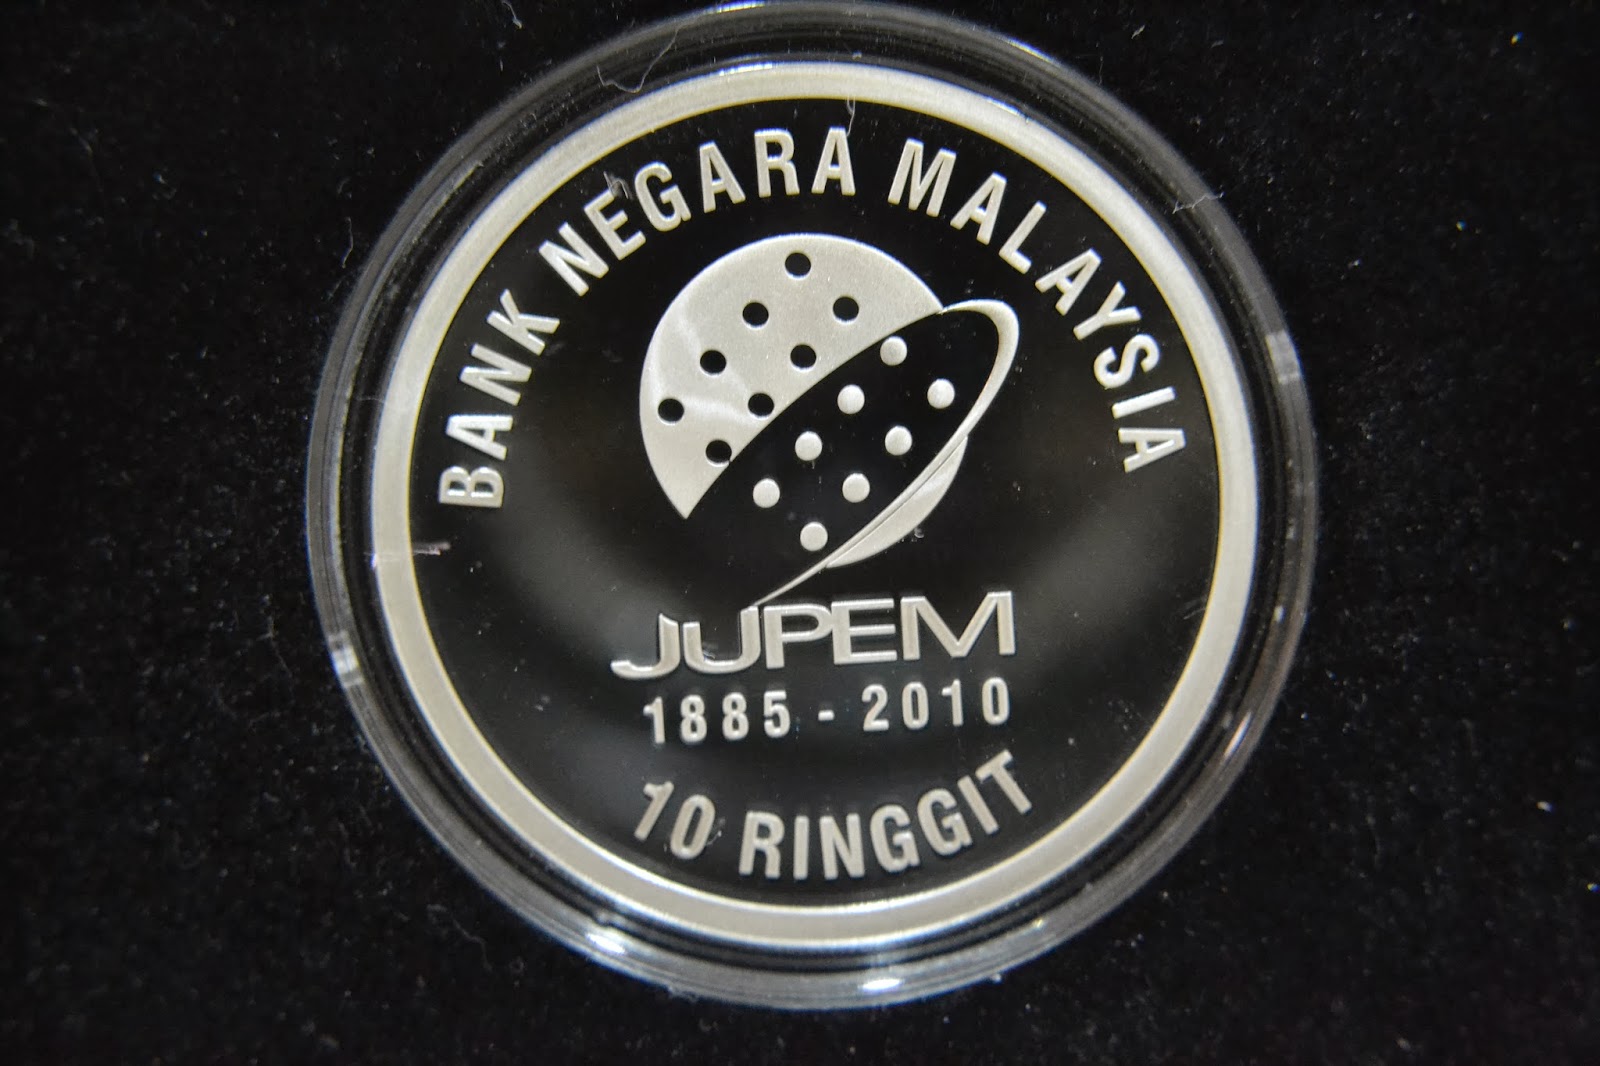 BANK NEGARA MALAYSIA
JUPEM
1885 - 2010
10 RINGGIT